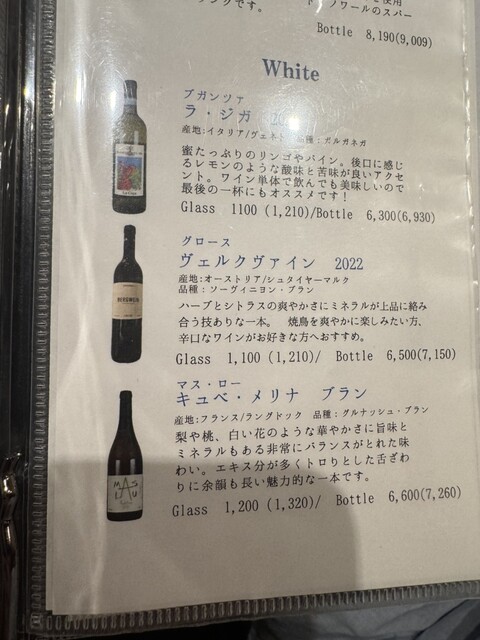 リングです。
ノワールのスパー
Bottle 8,190(9,009)
White
ブガンツァ
ラ・ジガ 20
産地:イタリア/ヴェネト 品種:ガルガネガ
蜜たっぷりのリンゴやパイン。後口に感じ
るレモンのような酸味と苦味が良いアクセ
ント。ワイン単体で飲んでも美味しいので
最後の一杯にもオススメです!
Glass 1100 (1,210)/Bottle 6,300(6,930)
グロース
ヴェルクヴァイン 2022
産地:オーストリア/シュタイヤーマルク
品種:ソーヴィニヨン・ブラン
ハーブとシトラスの爽やかさにミネラルが上品に絡み
合う技ありな一本。 焼鳥を爽やかに楽しみたい方、
辛口なワインがお好きな方へおすすめ。
Glass 1,100 (1,210)/ Bottle 6,500(7,150)
マス・ロー
キュベ・メリナ ブラン
産地:フランス/ラングドック 品種:グルナッシュ・ブラン
梨や桃、白い花のような華やかさに旨味と
ミネラルもある非常にバランスがとれた味
わい。エキス分が多くトロりとした舌ざわ
りに余韻も長い魅力的な一本です。
Glass 1,200 (1,320)/ Bottle 6,600(7,260)
MAS
LAU